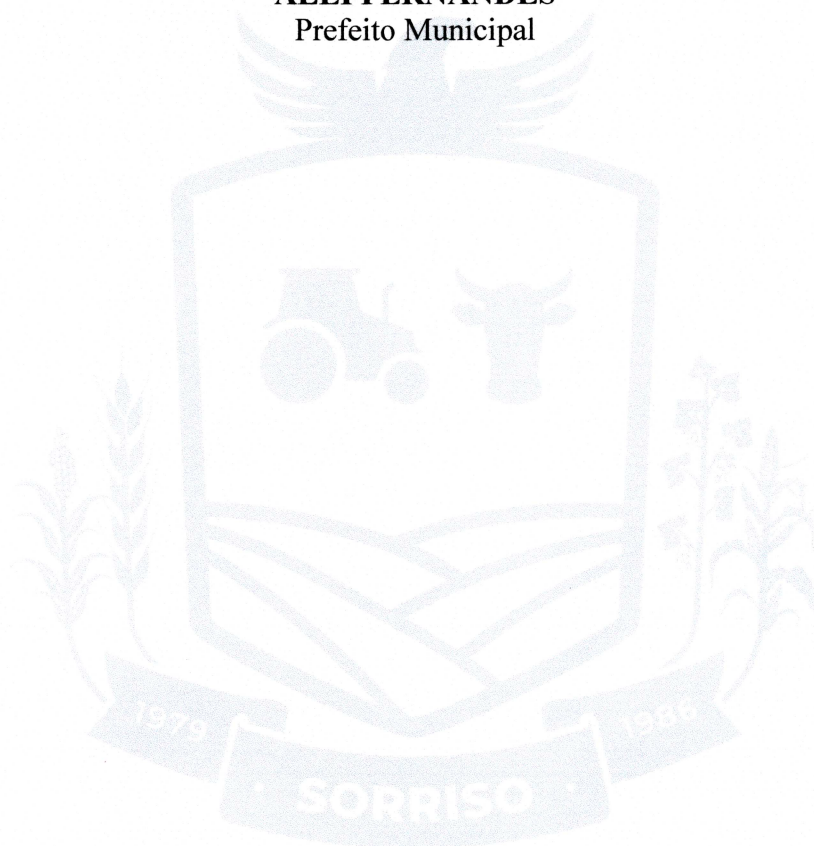 ALEI FERNANDES
Prefeito Municipal
1979
1986
· SORRISO ·